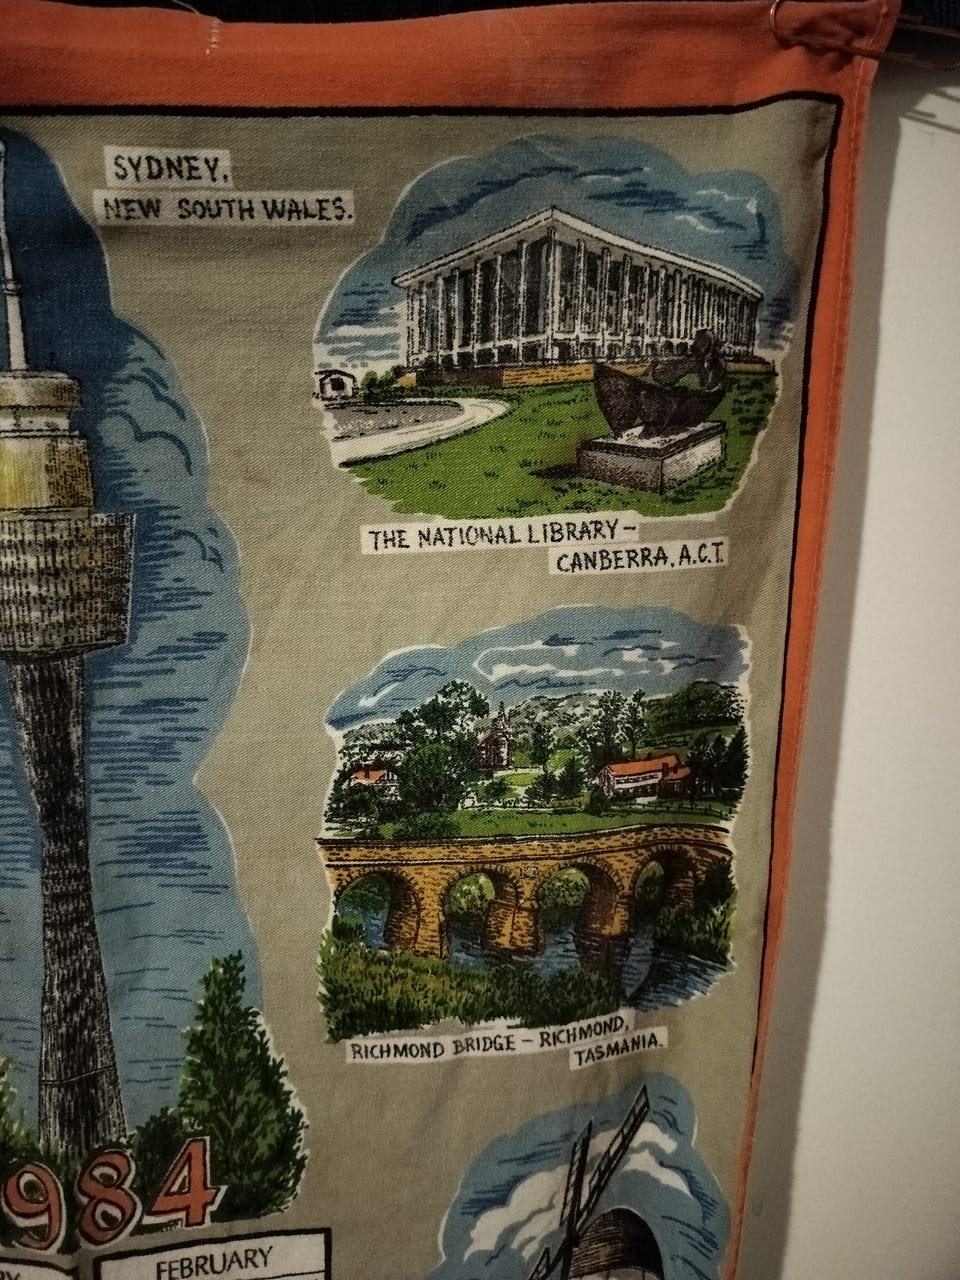 SYDNEY,
NEW SOUTH WALES.
THE NATIONAL LIBRARY –
CANBERRA, A.C.T.
RICHMOND BRIDGE – RICHMOND,
TASMANIA.
984
FEBRUARY